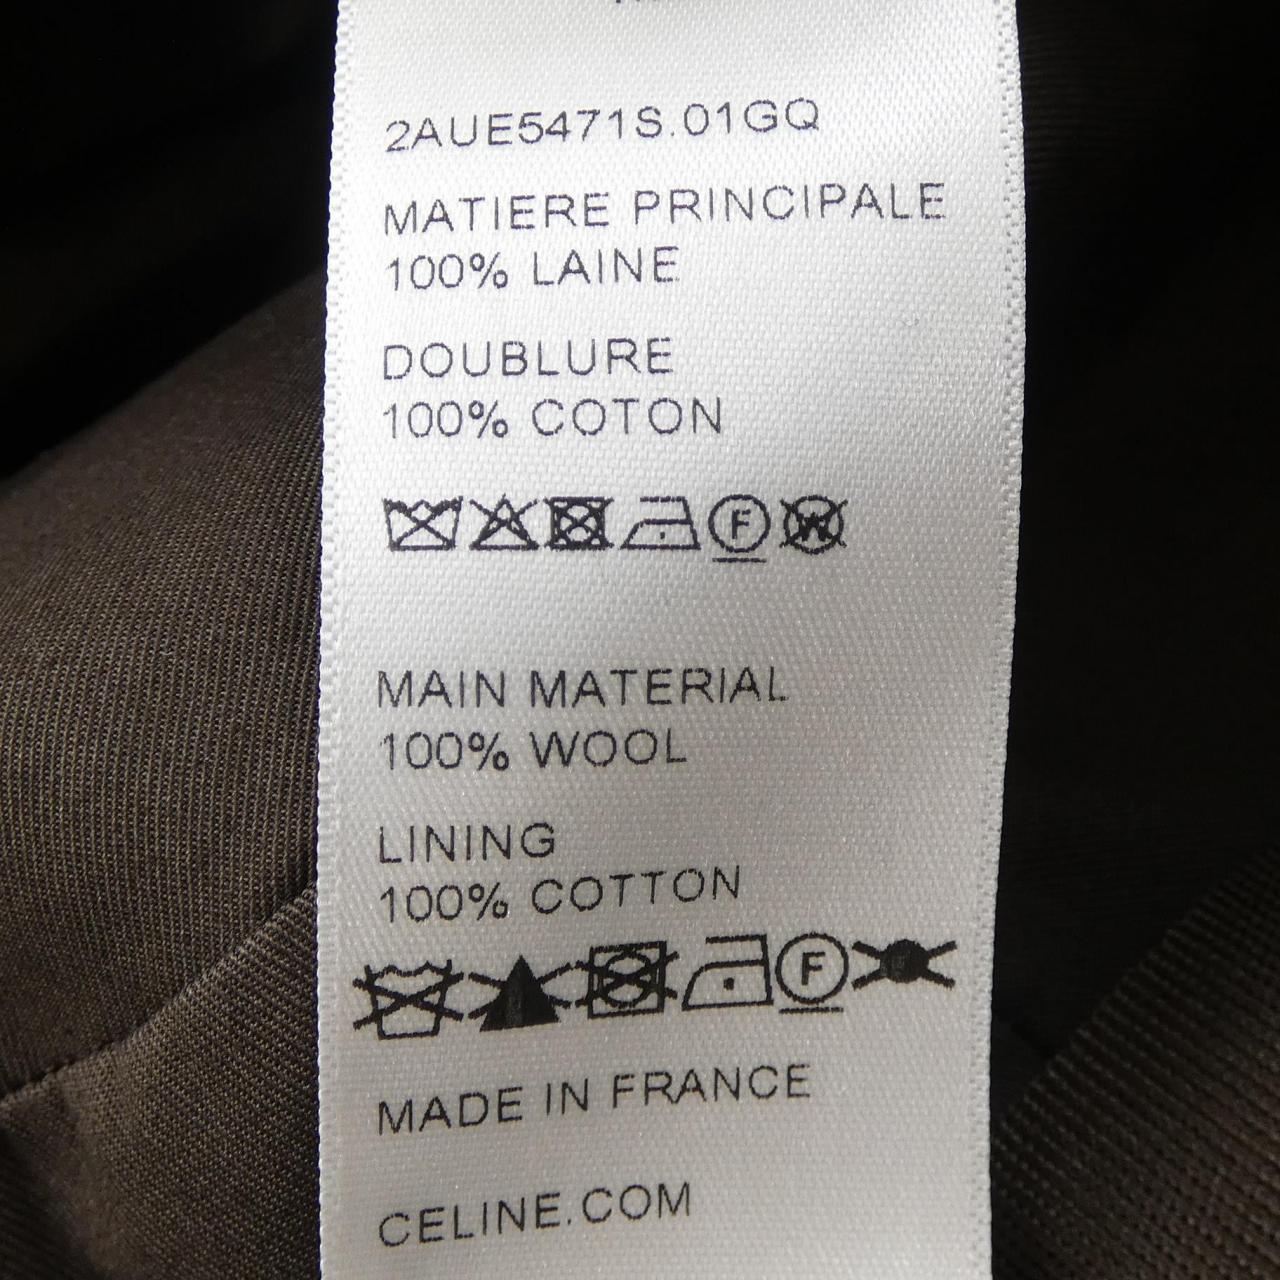 2AUE5471S.01GQ
MATIERE PRINCIPALE
100% LAINE
DOUBLURE
100% COTON
F W
MAIN MATERIAL
100% WOOL
LINING
100% COTTON
F
MADE IN FRANCE
CELINE.COM